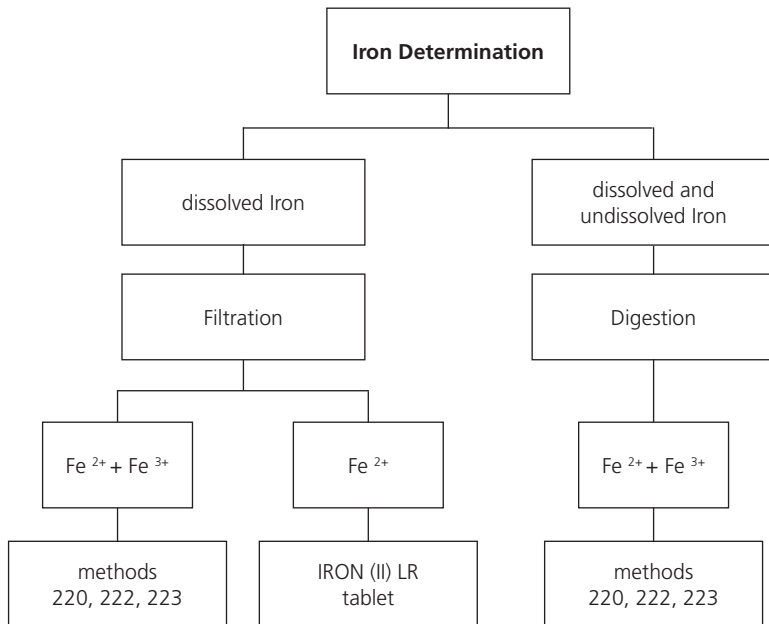 Iron Determination
dissolved Iron
dissolved and
undissolved Iron
Filtration
Digestion
Fe ²⁺ + Fe ³⁺
Fe ²⁺
Fe ²⁺ + Fe ³⁺
methods
220, 222, 223
IRON (II) LR
tablet
methods
220, 222, 223